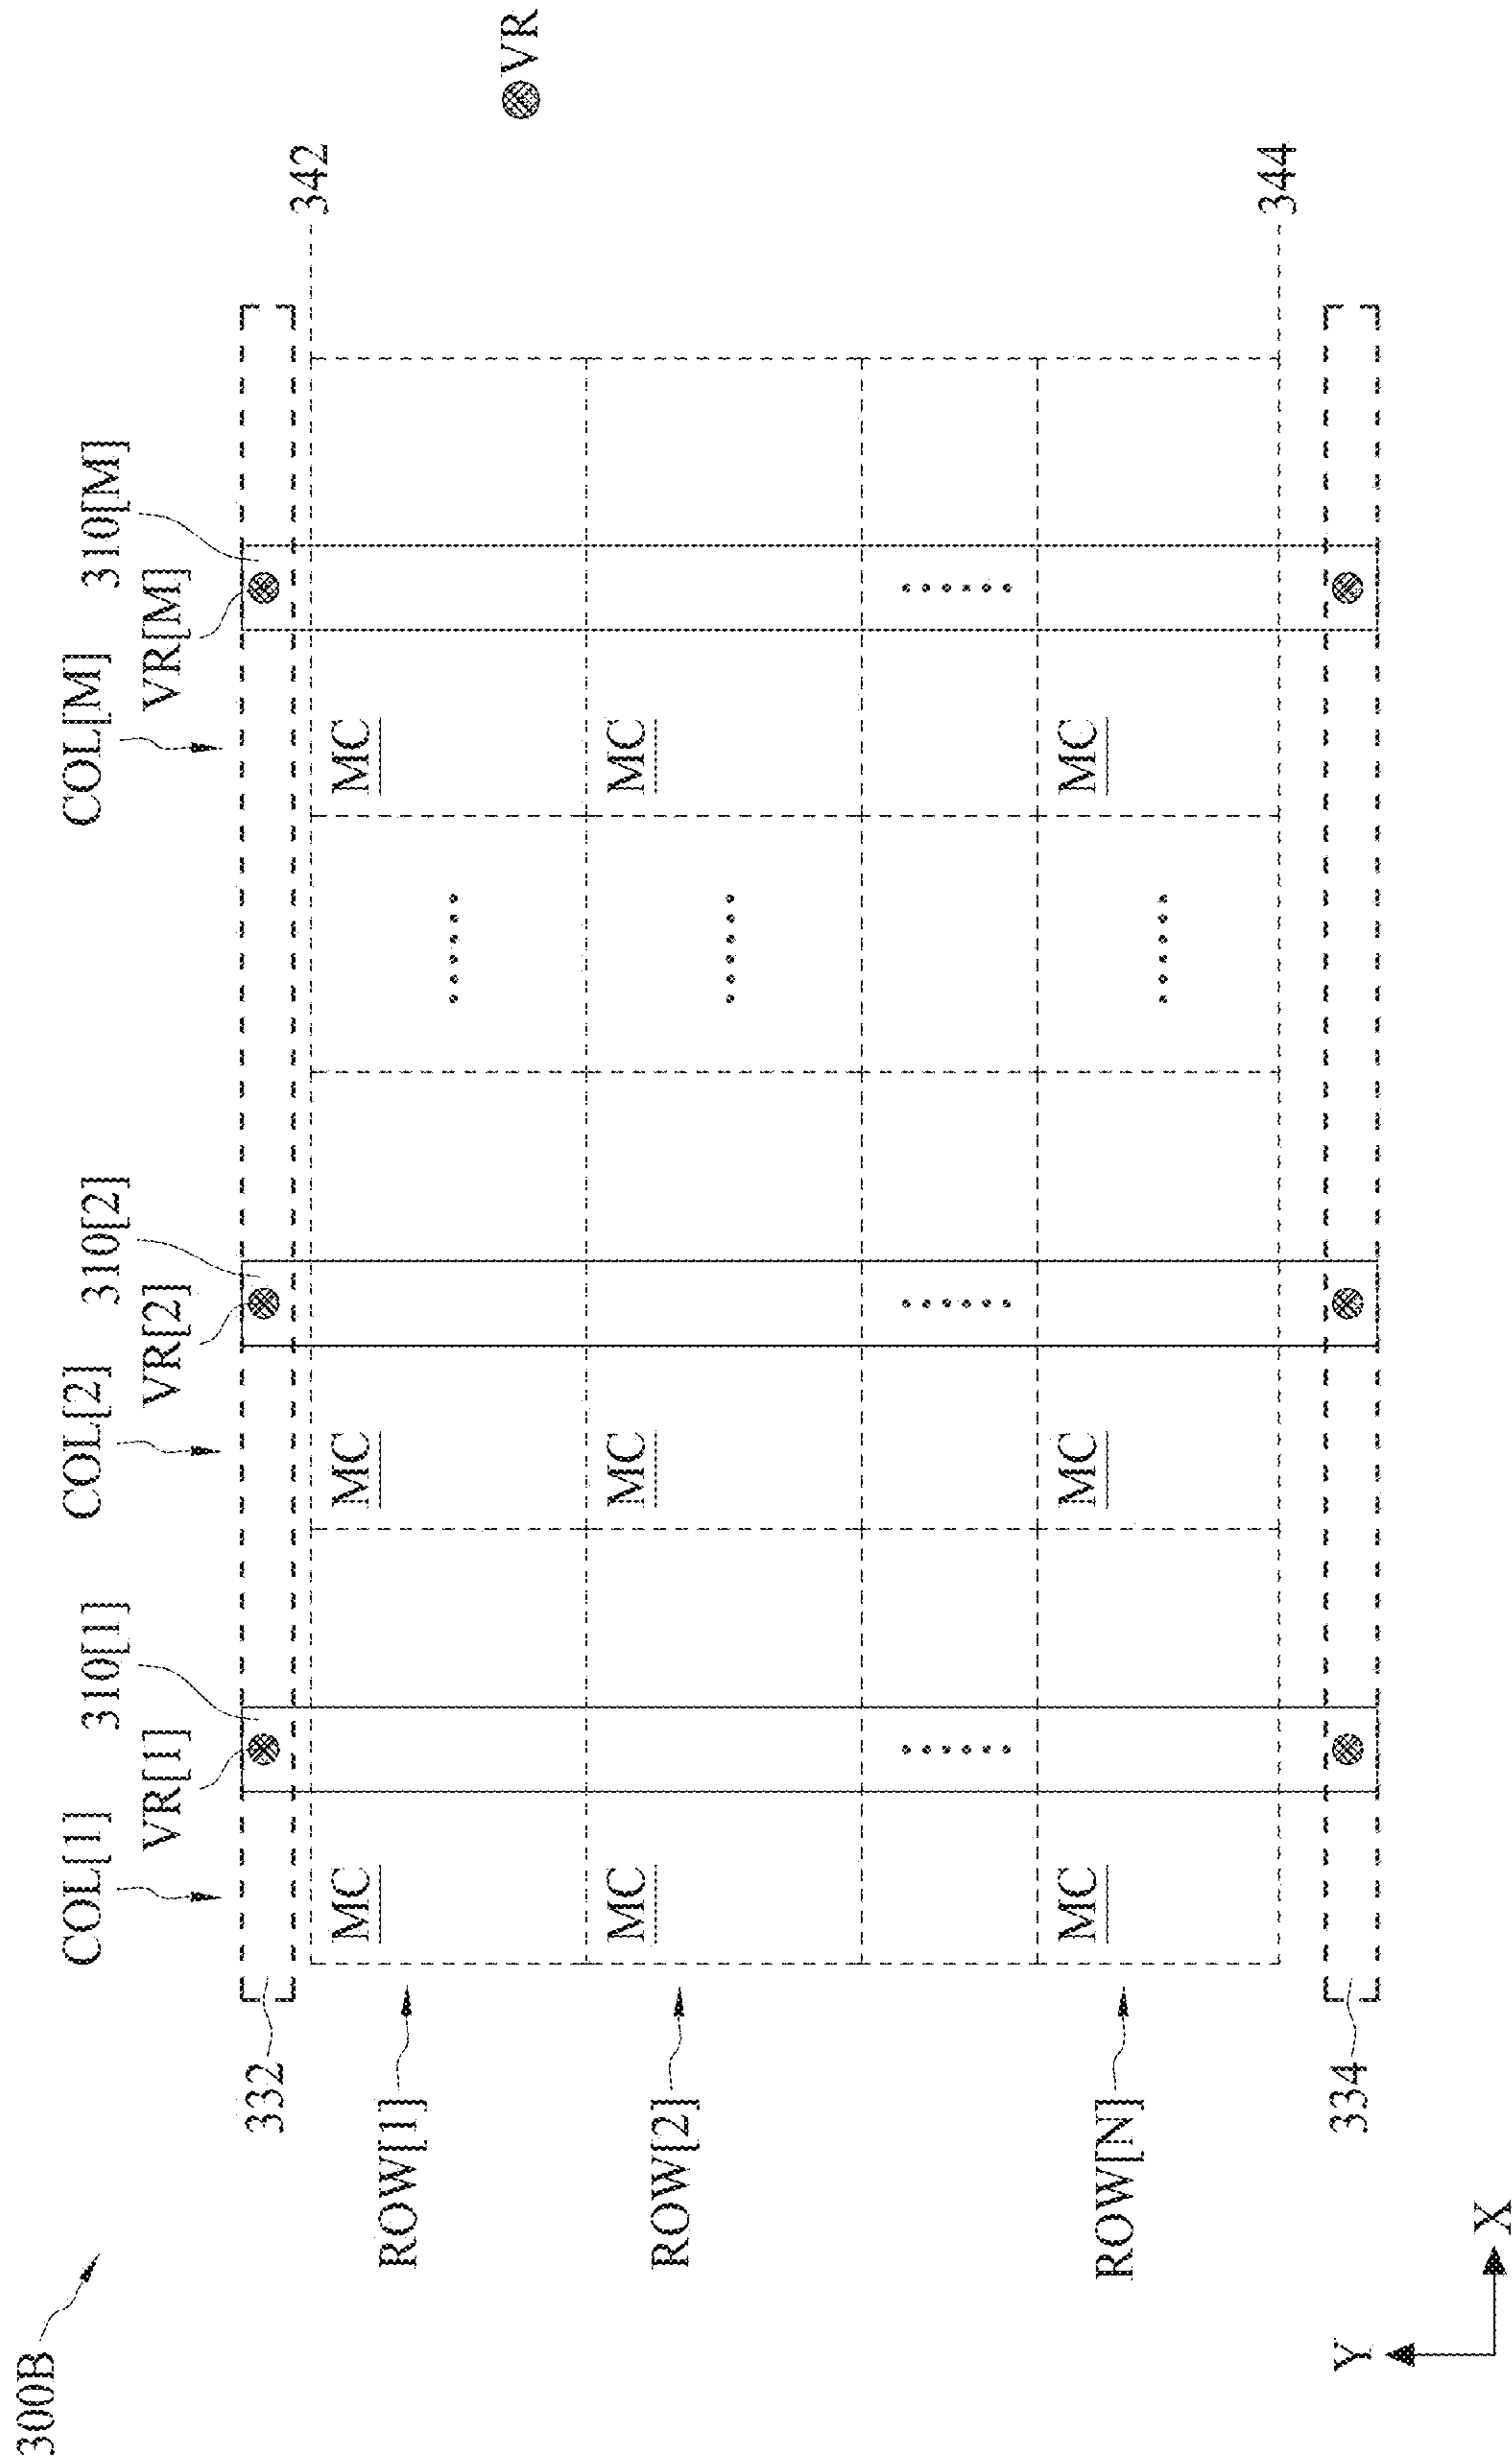 300B
COL[1]
COL[2]
COL[M]
VR[1]
310[1]
VR[2]
310[2]
VR[M]
310[M]
332
342
VR
ROW[1]
MC
MC
MC
ROW[2]
MC
MC
MC
ROW[N]
MC
MC
MC
344
334
Y
X